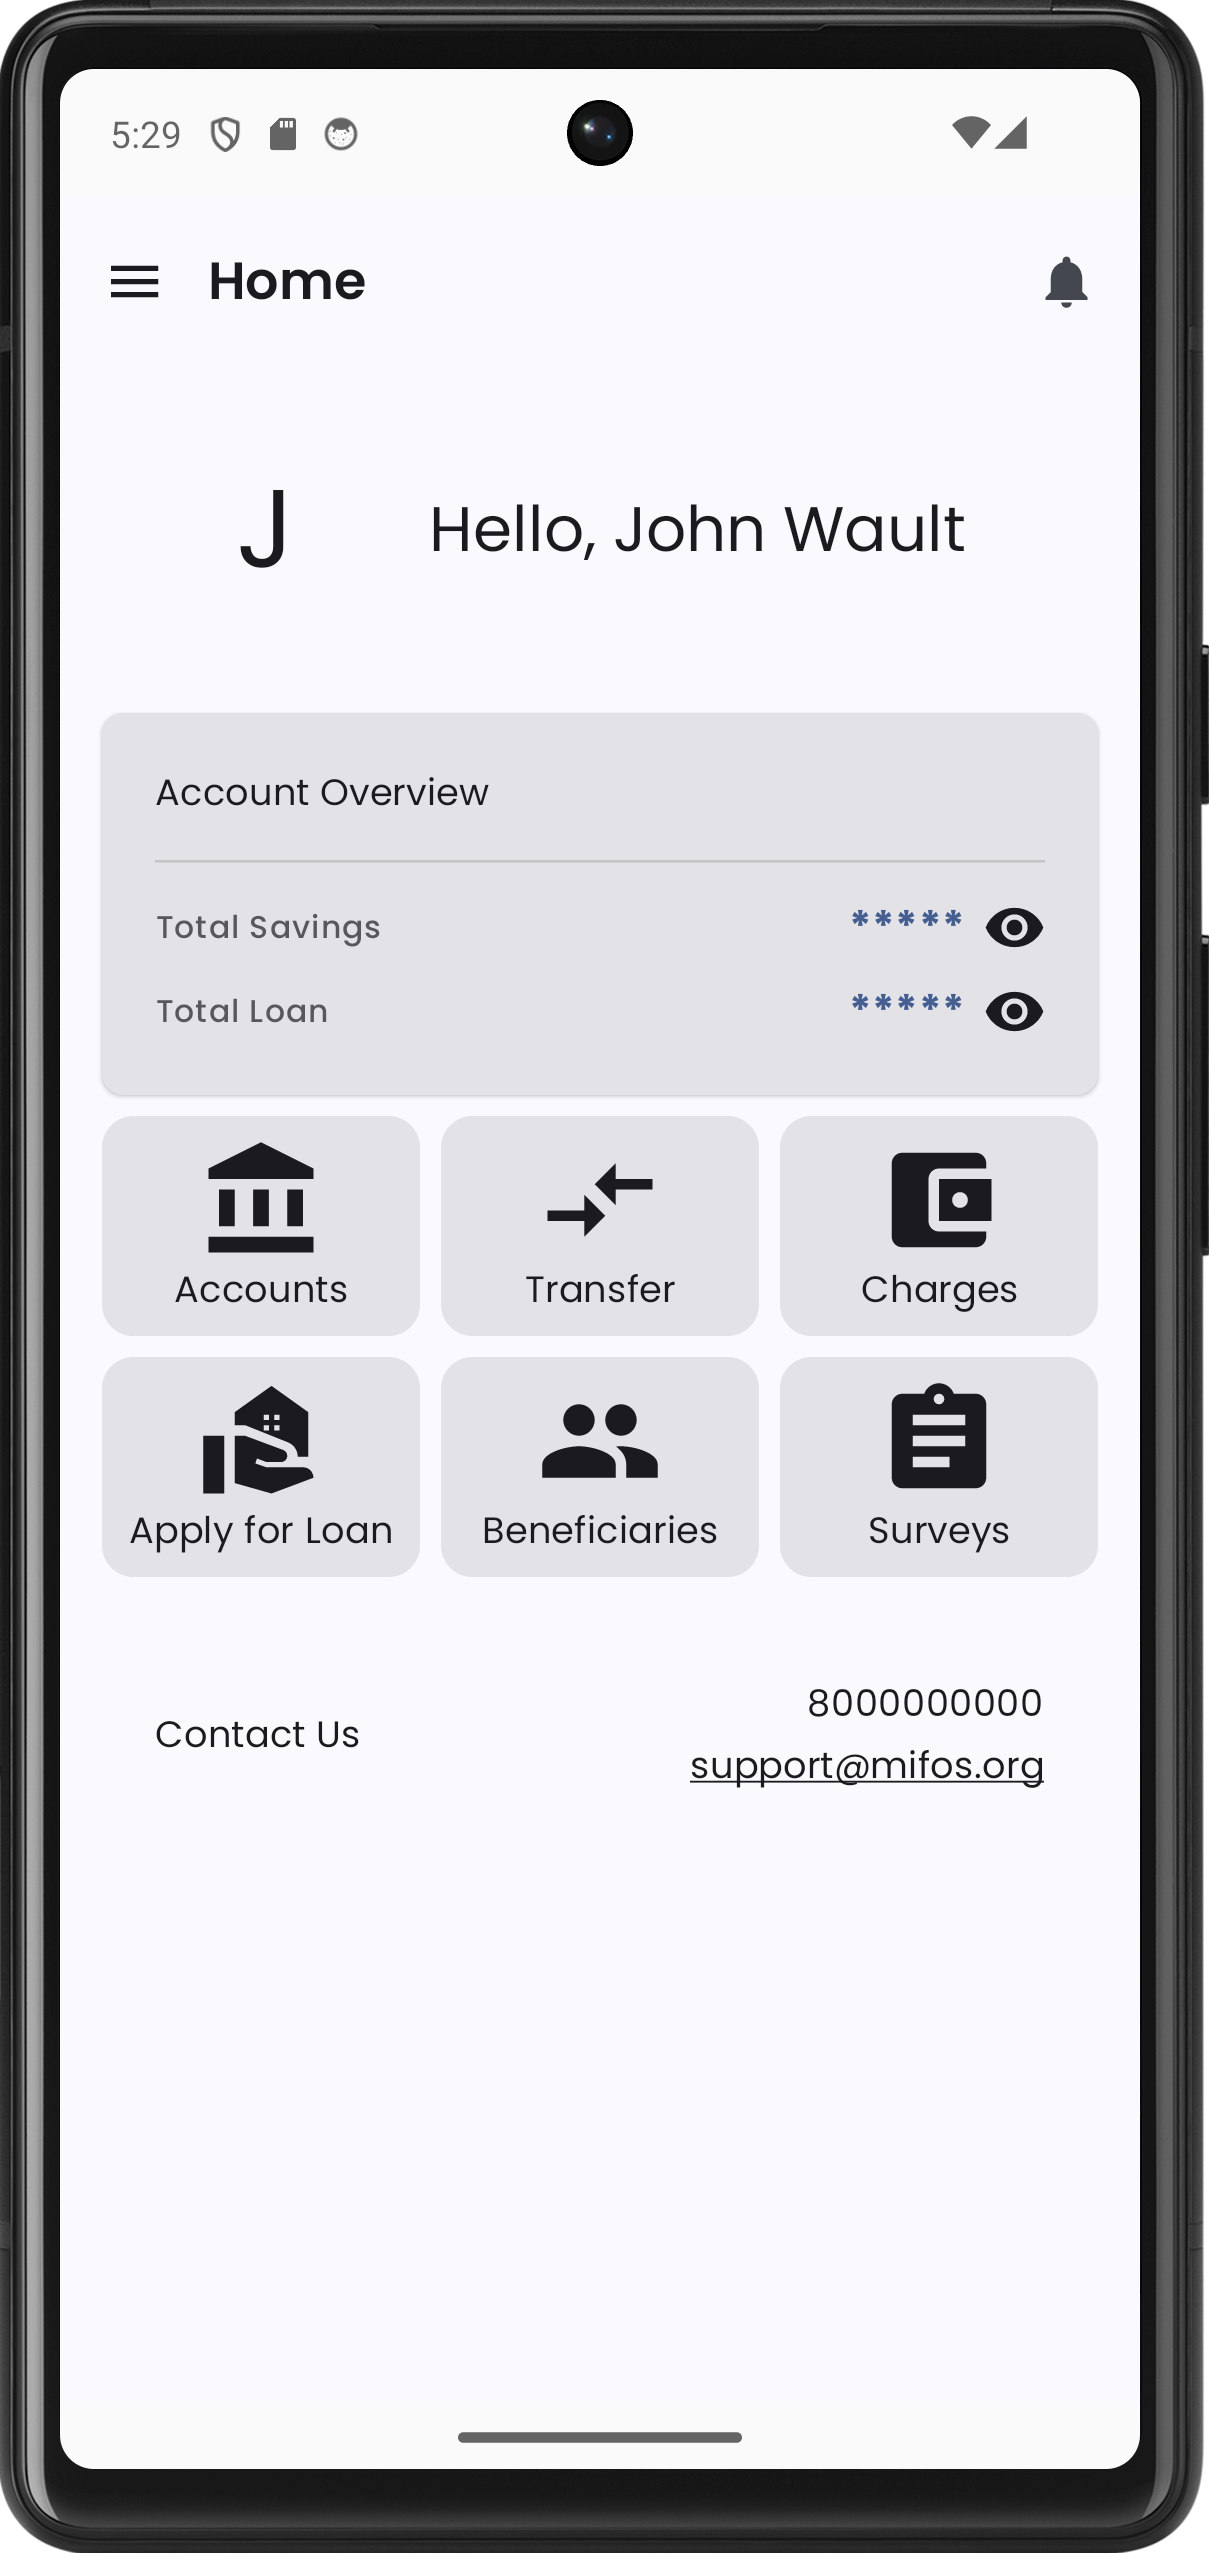 5:29
Home
J
Hello, John Wault
Account Overview
Total Savings *****
Total Loan *****
Accounts
Transfer
Charges
Apply for Loan
Beneficiaries
Surveys
Contact Us
8000000000
support@mifos.org